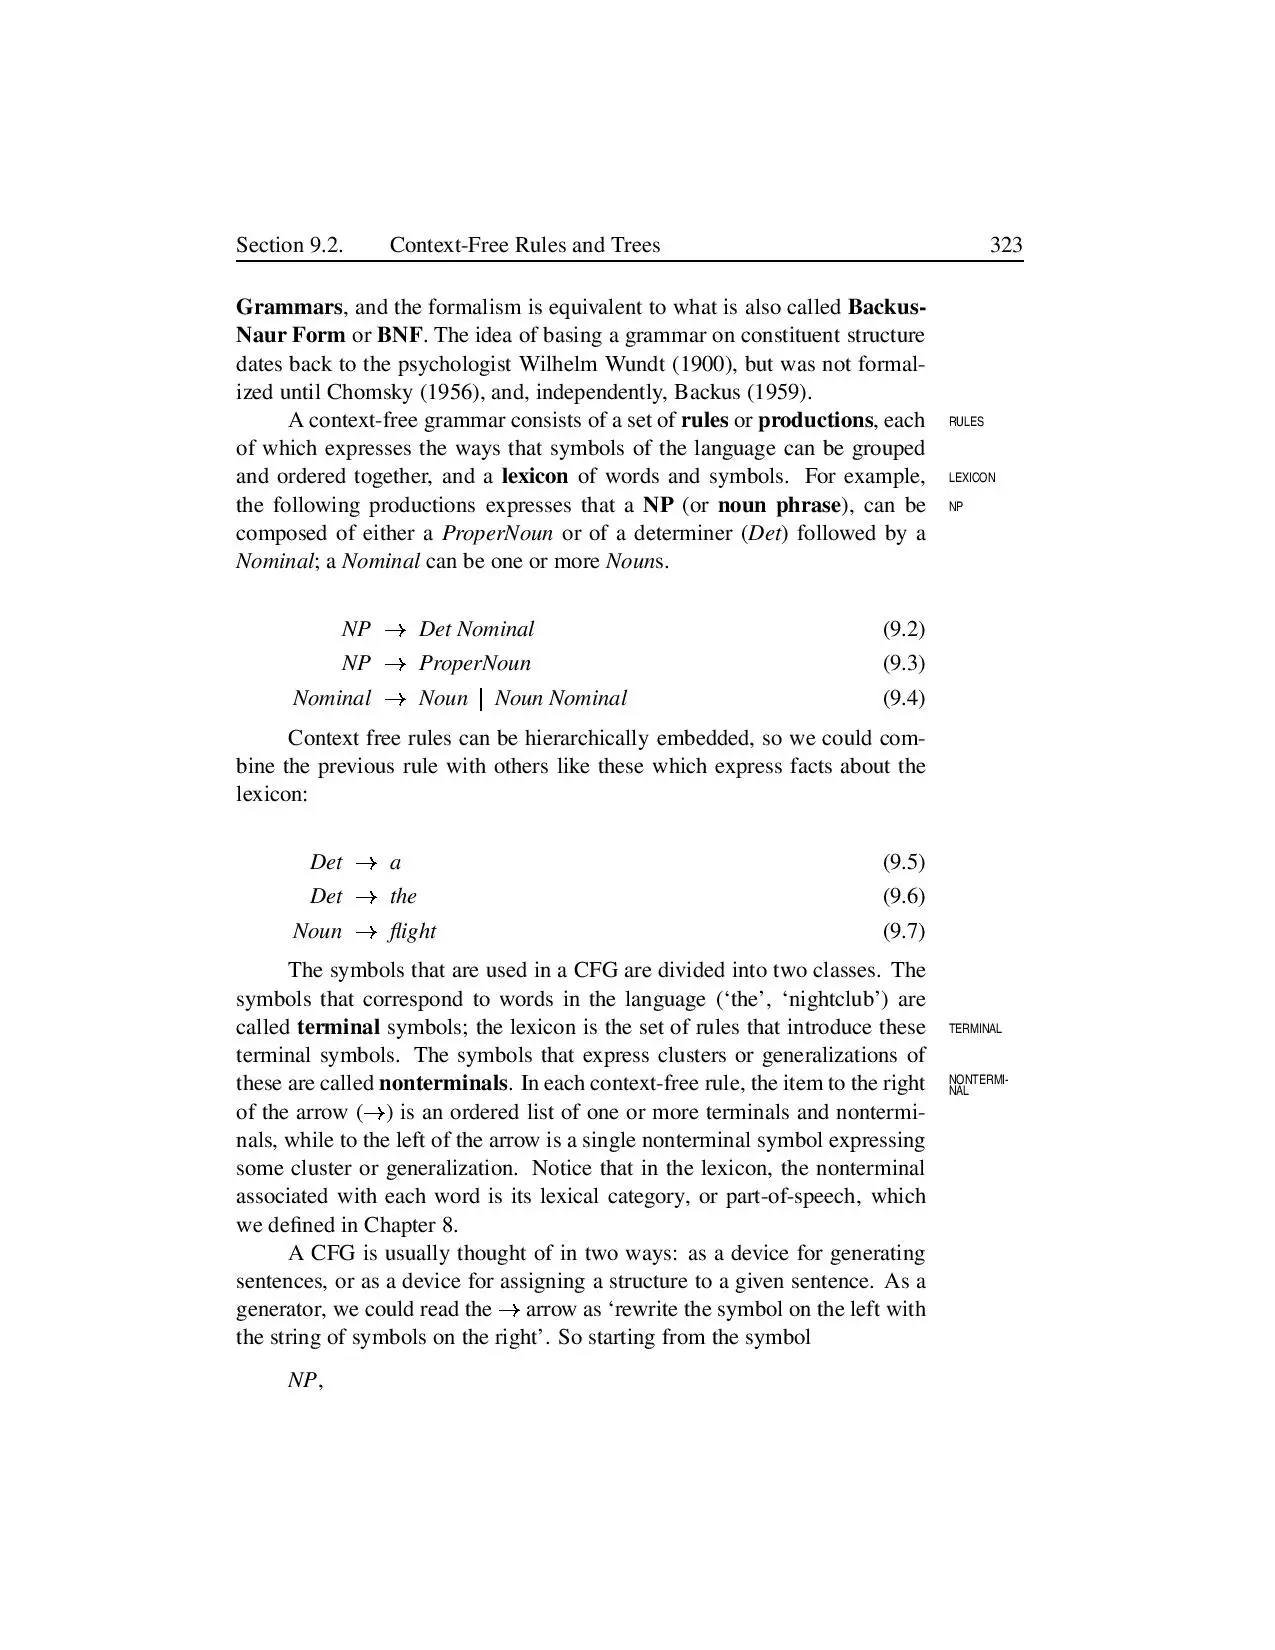 Section 9.2. Context-Free Rules and Trees 323
Grammars, and the formalism is equivalent to what is also called Backus-
Naur Form or BNF. The idea of basing a grammar on constituent structure
dates back to the psychologist Wilhelm Wundt (1900), but was not formal-
ized until Chomsky (1956), and, independently, Backus (1959).
A context-free grammar consists of a set of rules or productions, each RULES
of which expresses the ways that symbols of the language can be grouped
and ordered together, and a lexicon of words and symbols. For example, LEXICON
the following productions expresses that a NP (or noun phrase), can be NP
composed of either a ProperNoun or of a determiner (Det) followed by a
Nominal; a Nominal can be one or more Nouns.
NP → Det Nominal (9.2)
NP → ProperNoun (9.3)
Nominal → Noun | Noun Nominal (9.4)
Context free rules can be hierarchically embedded, so we could com-
bine the previous rule with others like these which express facts about the
lexicon:
Det → a (9.5)
Det → the (9.6)
Noun → flight (9.7)
The symbols that are used in a CFG are divided into two classes. The
symbols that correspond to words in the language (‘the’, ‘nightclub’) are
called terminal symbols; the lexicon is the set of rules that introduce these TERMINAL
terminal symbols. The symbols that express clusters or generalizations of
these are called nonterminals. In each context-free rule, the item to the right NONTERMI-
NAL
of the arrow (→) is an ordered list of one or more terminals and nontermi-
nals, while to the left of the arrow is a single nonterminal symbol expressing
some cluster or generalization. Notice that in the lexicon, the nonterminal
associated with each word is its lexical category, or part-of-speech, which
we defined in Chapter 8.
A CFG is usually thought of in two ways: as a device for generating
sentences, or as a device for assigning a structure to a given sentence. As a
generator, we could read the → arrow as ‘rewrite the symbol on the left with
the string of symbols on the right’. So starting from the symbol
NP,